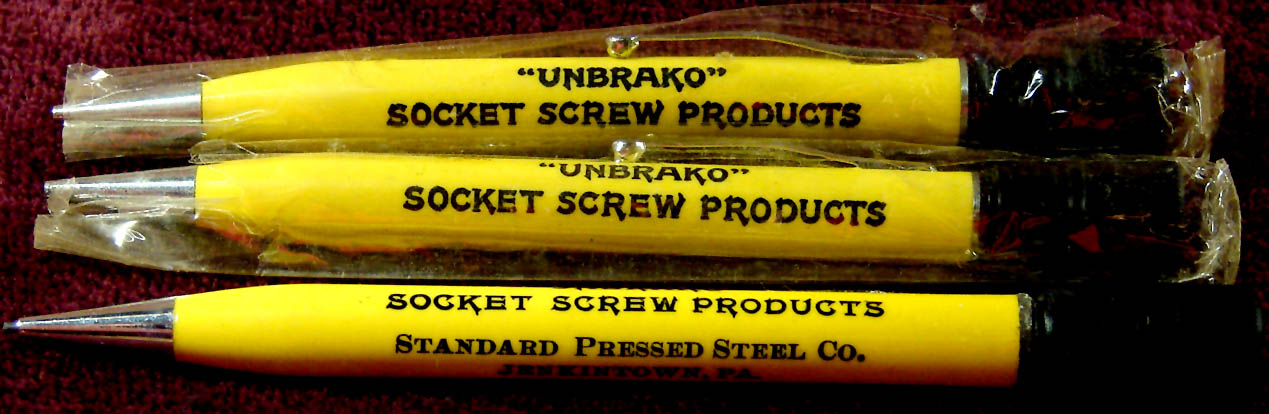 "UNBRAKO"
SOCKET SCREW PRODUCTS
"UNBRAKO"
SOCKET SCREW PRODUCTS
SOCKET SCREW PRODUCTS
STANDARD PRESSED STEEL CO.
JENKINTOWN, PA.